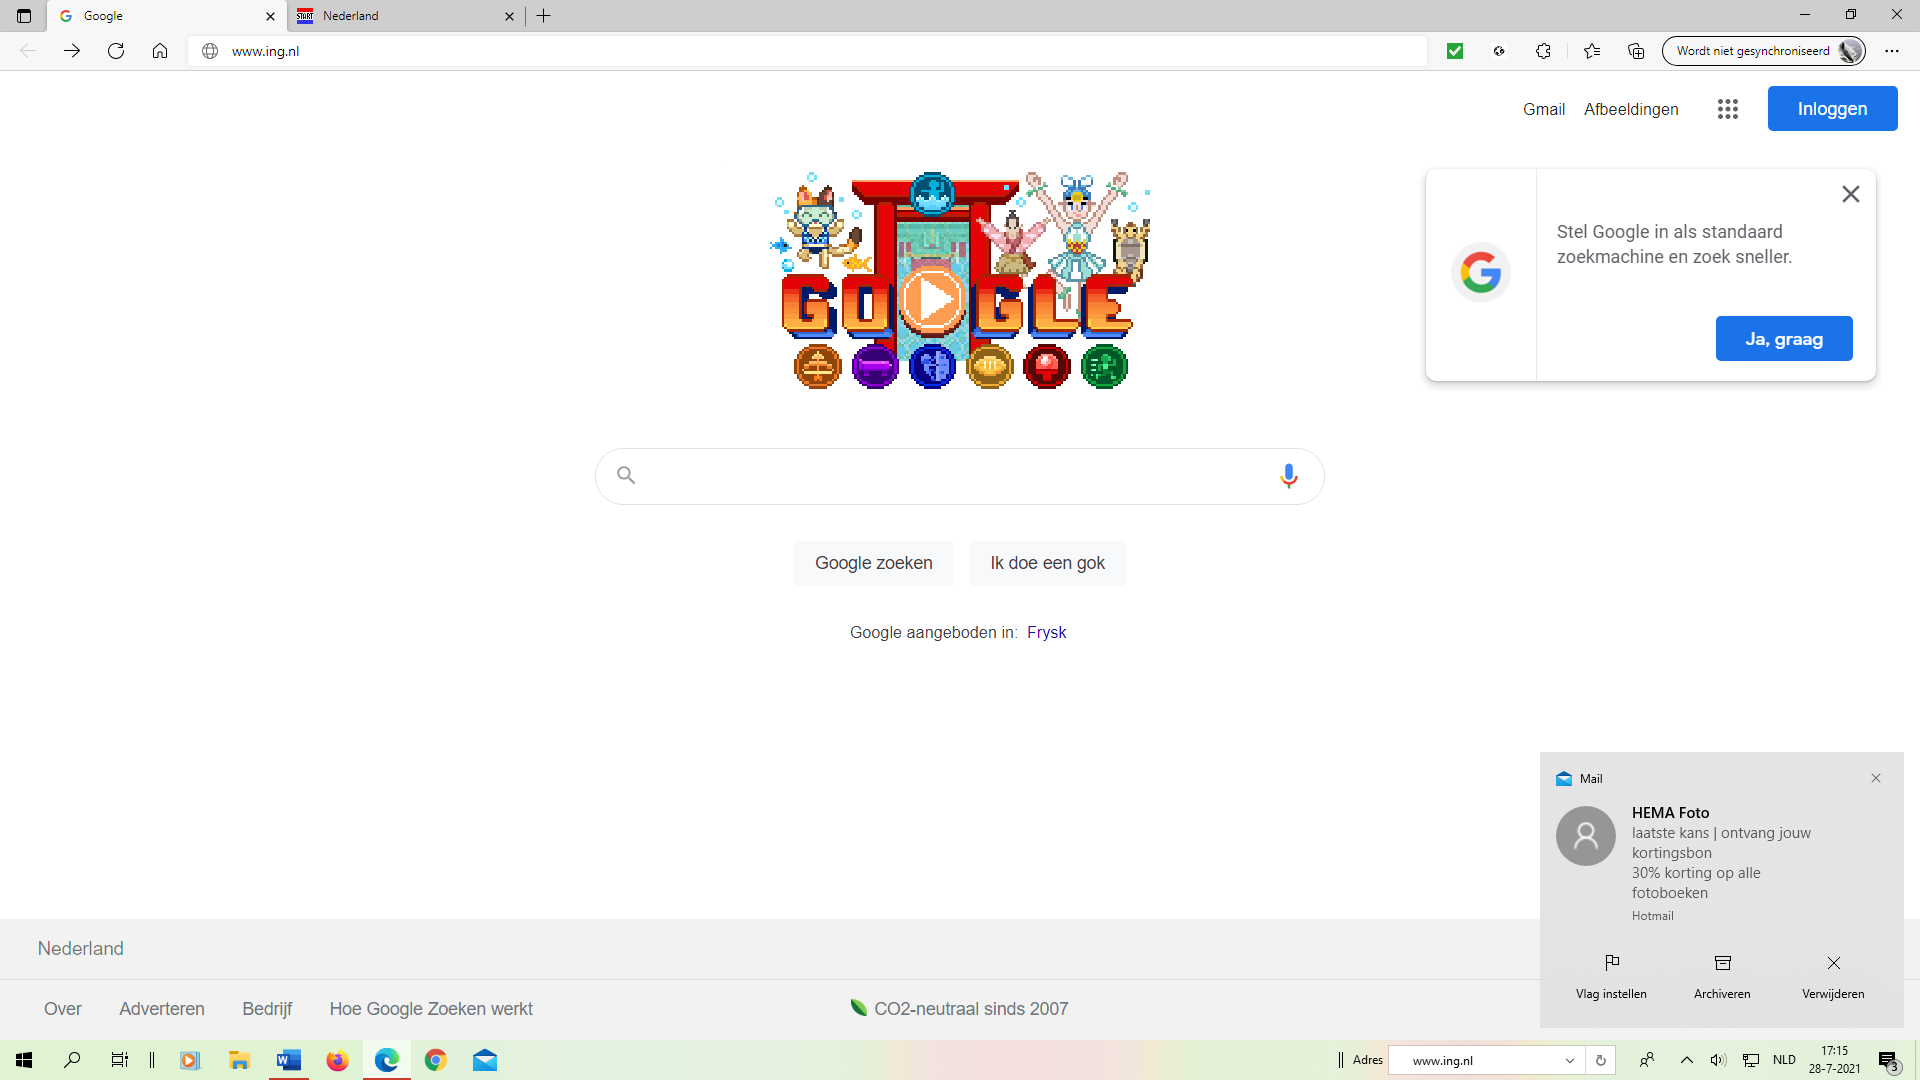 Google
Nederland
www.ing.nl
Wordt niet gesynchroniseerd
Gmail
Afbeeldingen
Inloggen
GOOGLE
Stel Google in als standaard
zoekmachine en zoek sneller.
Ja, graag
Google zoeken
Ik doe een gok
Google aangeboden in: Frysk
Mail
HEMA Foto
laatste kans | ontvang jouw
kortingsbon
30% korting op alle
fotoboeken
Hotmail
Vlag instellen
Archiveren
Verwijderen
Nederland
Over
Adverteren
Bedrijf
Hoe Google Zoeken werkt
CO2-neutraal sinds 2007
Adres
www.ing.nl
NLD
17:15
28-7-2021
3
START